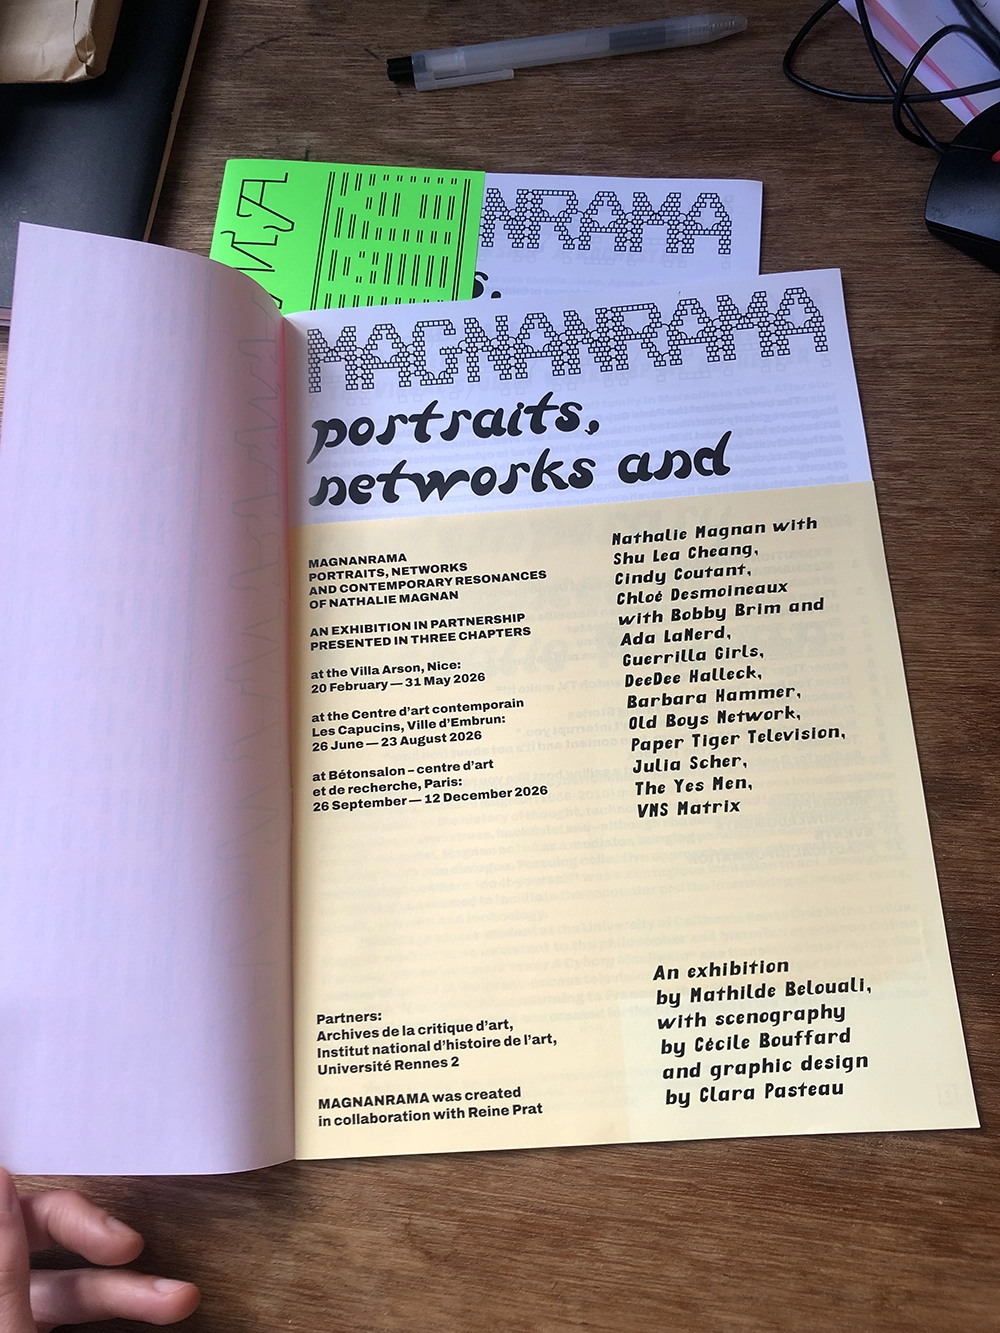 NRAMA
s.
MAGNANRAMA
portraits,
networks and
MAGNANRAMA
PORTRAITS, NETWORKS
AND CONTEMPORARY RESONANCES
OF NATHALIE MAGNAN
AN EXHIBITION IN PARTNERSHIP
PRESENTED IN THREE CHAPTERS
at the Villa Arson, Nice:
20 February — 31 May 2026
at the Centre d’art contemporain
Les Capucins, Ville d’Embrun:
26 June — 23 August 2026
at Bétonsalon – centre d’art
et de recherche, Paris:
26 September — 12 December 2026
Partners:
Archives de la critique d’art,
Institut national d’histoire de l’art,
Université Rennes 2
MAGNANRAMA was created
in collaboration with Reine Prat
Nathalie Magnan with
Shu Lea Cheang,
Cindy Coutant,
Chloé Desmoineaux
with Bobby Brim and
Ada LaNerd,
Guerrilla Girls,
DeeDee Halleck,
Barbara Hammer,
Old Boys Network,
Paper Tiger Television,
Julia Scher,
The Yes Men,
VNS Matrix
An exhibition
by Mathilde Belouali,
with scenography
by Cécile Bouffard
and graphic design
by Clara Pasteau